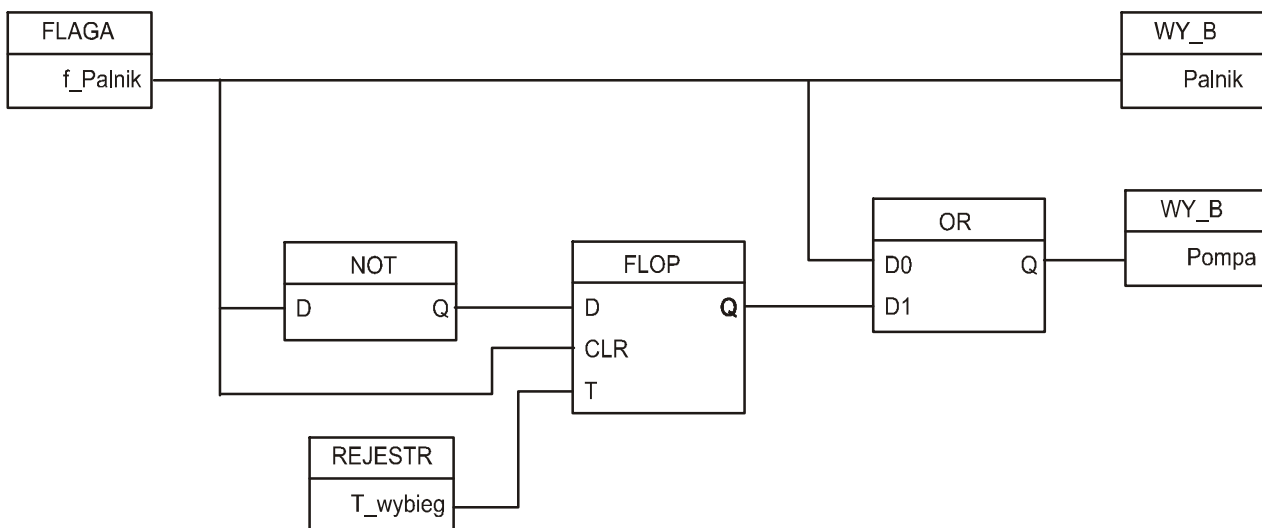 FLAGA
f_Palnik
WY_B
Palnik
WY_B
Pompa
OR
D0 Q
D1
NOT
D Q
FLOP
D Q
CLR
T
REJESTR
T_wybieg